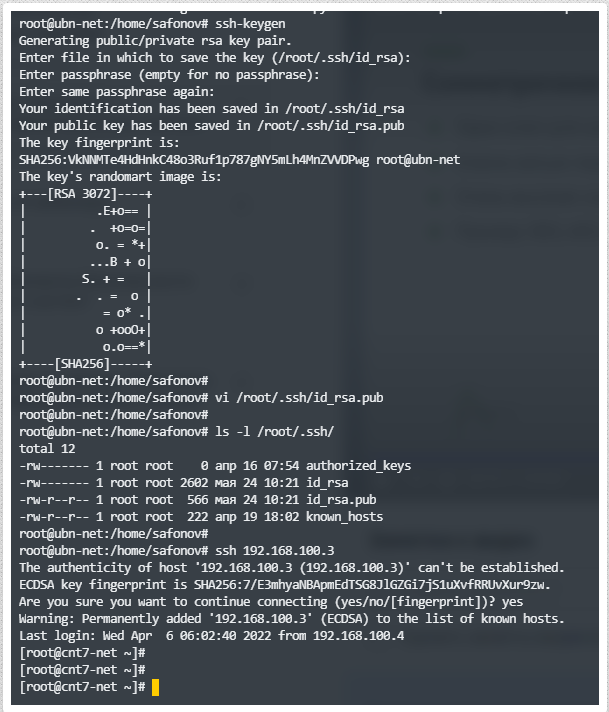 root@ubn-net:/home/safonov# ssh-keygen
Generating public/private rsa key pair.
Enter file in which to save the key (/root/.ssh/id_rsa):
Enter passphrase (empty for no passphrase):
Enter same passphrase again:
Your identification has been saved in /root/.ssh/id_rsa
Your public key has been saved in /root/.ssh/id_rsa.pub
The key fingerprint is:
SHA256:VkNNMTe4HdHnkC48o3Ruf1p787gNY5mLh4MnZVVDPwg root@ubn-net
The key's randomart image is:
+---[RSA 3072]----+
|         .E+o== |
|        .  +o=o=|
|         o. = *+|
|        ...B + o|
|       S. + =   |
|      .  . =  o |
|          = o* .|
|         o +ooO+|
|          o.o==*|
+----[SHA256]-----+
root@ubn-net:/home/safonov#
root@ubn-net:/home/safonov# vi /root/.ssh/id_rsa.pub
root@ubn-net:/home/safonov#
root@ubn-net:/home/safonov# ls -l /root/.ssh/
total 12
-rw------- 1 root root    0 апр 16 07:54 authorized_keys
-rw------- 1 root root 2602 мая 24 10:21 id_rsa
-rw-r--r-- 1 root root  566 мая 24 10:21 id_rsa.pub
-rw-r--r-- 1 root root  222 апр 19 18:02 known_hosts
root@ubn-net:/home/safonov#
root@ubn-net:/home/safonov# ssh 192.168.100.3
The authenticity of host '192.168.100.3 (192.168.100.3)' can't be established.
ECDSA key fingerprint is SHA256:7/E3mhyaNBApmEdTSG8JlGZGi7jS1uXvfRRUvXur9zw.
Are you sure you want to continue connecting (yes/no/[fingerprint])? yes
Warning: Permanently added '192.168.100.3' (ECDSA) to the list of known hosts.
Last login: Wed Apr  6 06:02:40 2022 from 192.168.100.4
[root@cnt7-net ~]#
[root@cnt7-net ~]#
[root@cnt7-net ~]#